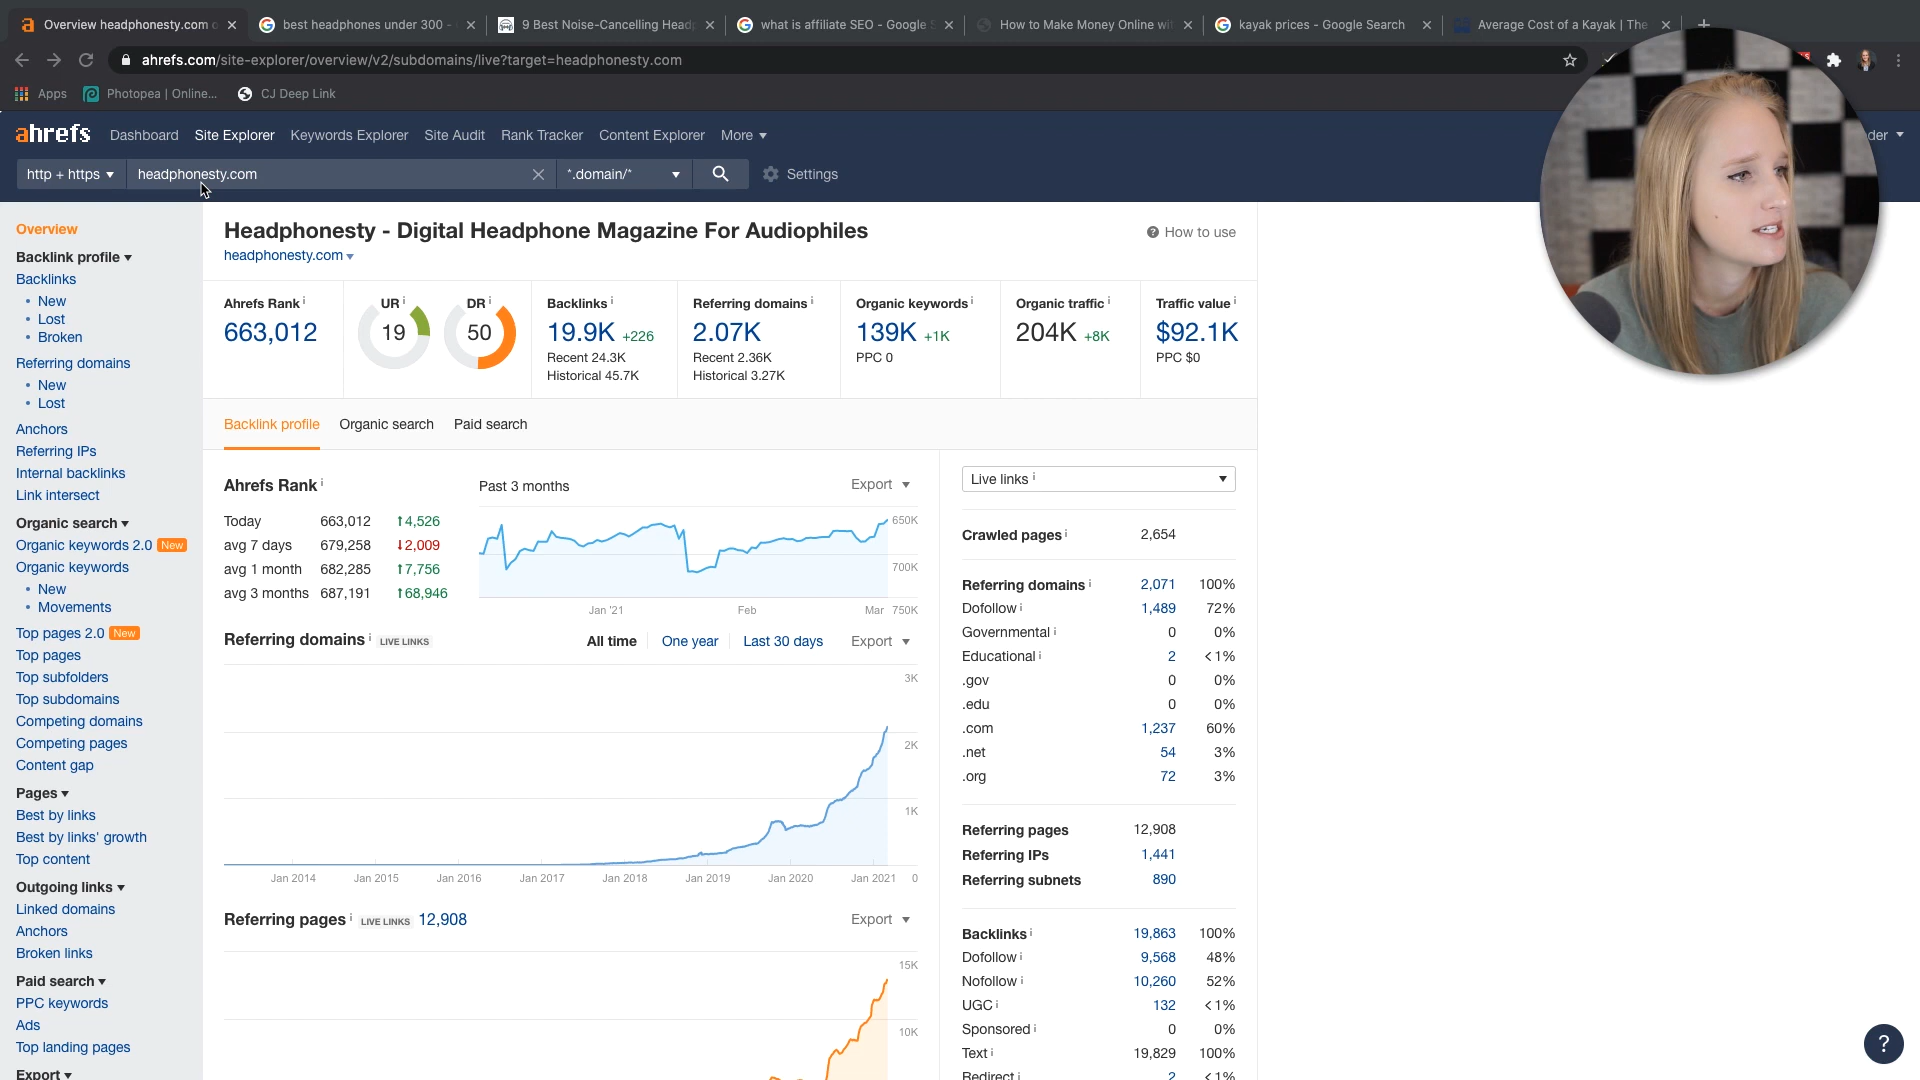 Overview headphonesty.com o
best headphones under 300 -
9 Best Noise-Cancelling Headp
what is affiliate SEO - Google S
How to Make Money Online wit
kayak prices - Google Search
Average Cost of a Kayak | The
ahrefs.com/site-explorer/overview/v2/subdomains/live?target=headphonesty.com
Apps
Photopea | Online...
CJ Deep Link
ahrefs Dashboard Site Explorer Keywords Explorer Site Audit Rank Tracker Content Explorer More
der
http + https headphonesty.com *.domain/* Settings
Overview
Backlink profile
Backlinks
• New
• Lost
• Broken
Referring domains
• New
• Lost
Anchors
Referring IPs
Internal backlinks
Link intersect
Organic search
Organic keywords 2.0 New
Organic keywords
• New
• Movements
Top pages 2.0 New
Top pages
Top subfolders
Top subdomains
Competing domains
Competing pages
Content gap
Pages
Best by links
Best by links' growth
Top content
Outgoing links
Linked domains
Anchors
Broken links
Paid search
PPC keywords
Ads
Top landing pages
Export
Headphonesty - Digital Headphone Magazine For Audiophiles
How to use
headphonesty.com
Ahrefs Rank
663,012
UR
19
DR
50
Backlinks
19.9K +226
Recent 24.3K
Historical 45.7K
Referring domains
2.07K
Recent 2.36K
Historical 3.27K
Organic keywords
139K +1K
PPC 0
Organic traffic
204K +8K
Traffic value
$92.1K
PPC $0
Backlink profile Organic search Paid search
Ahrefs Rank
Past 3 months
Export
Today 663,012 4,526
avg 7 days 679,258 2,009
avg 1 month 682,285 7,756
avg 3 months 687,191 68,946
650K
700K
750K
Jan '21 Feb Mar
Referring domains LIVE LINKS
All time One year Last 30 days Export
3K
2K
1K
0
Jan 2014 Jan 2015 Jan 2016 Jan 2017 Jan 2018 Jan 2019 Jan 2020 Jan 2021
Referring pages LIVE LINKS 12,908
Export
15K
10K
Live links
Crawled pages 2,654
Referring domains 2,071 100%
Dofollow 1,489 72%
Governmental 0 0%
Educational 2 <1%
.gov 0 0%
.edu 0 0%
.com 1,237 60%
.net 54 3%
.org 72 3%
Referring pages 12,908
Referring IPs 1,441
Referring subnets 890
Backlinks 19,863 100%
Dofollow 9,568 48%
Nofollow 10,260 52%
UGC 132 <1%
Sponsored 0 0%
Text 19,829 100%
Redirect 2 <1%
?